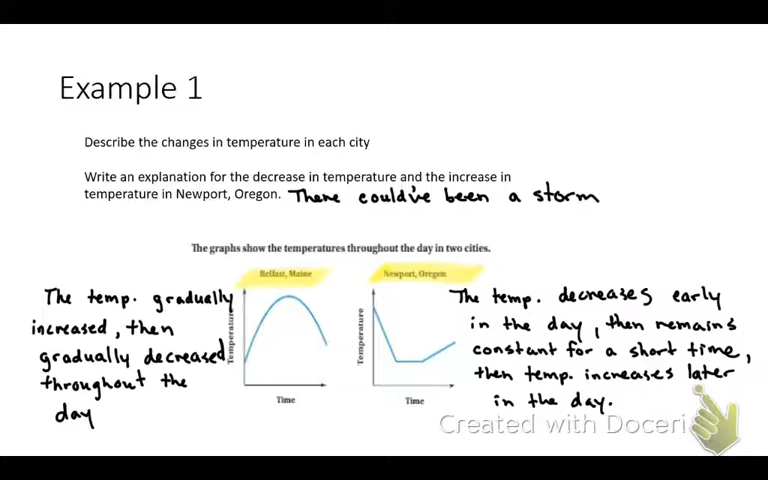 Example 1
Describe the changes in temperature in each city
Write an explanation for the decrease in temperature and the increase in
temperature in Newport, Oregon. There could've been a storm
The graphs show the temperatures throughout the day in two cities.
Belfast, Maine
Newport, Oregon
The temp. gradually
increased, then
gradually decreased
throughout the
day
Temperature
Time
Temperature
Time
The temp. decreases early
in the day, then remains
constant for a short time,
then temp. increases later
in the day.
Created with Doceri